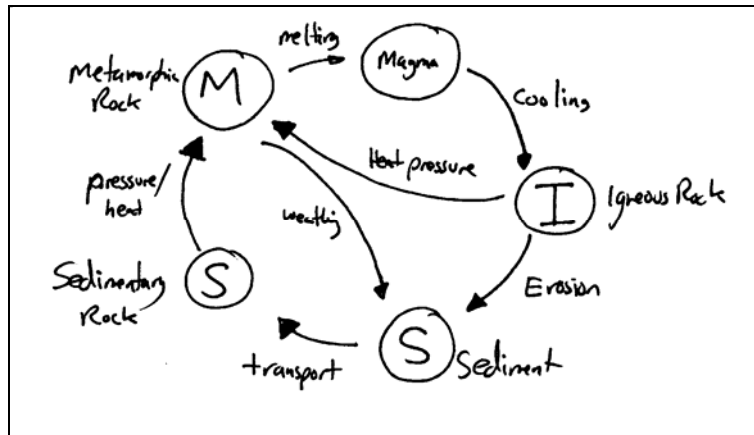 melting
Magma
Metamorphic
Rock
M
Cooling
Heat pressure
pressure/
heat
I
Igneous Rock
Sedimentary
Rock
S
Erosion
S
Sediment
transport